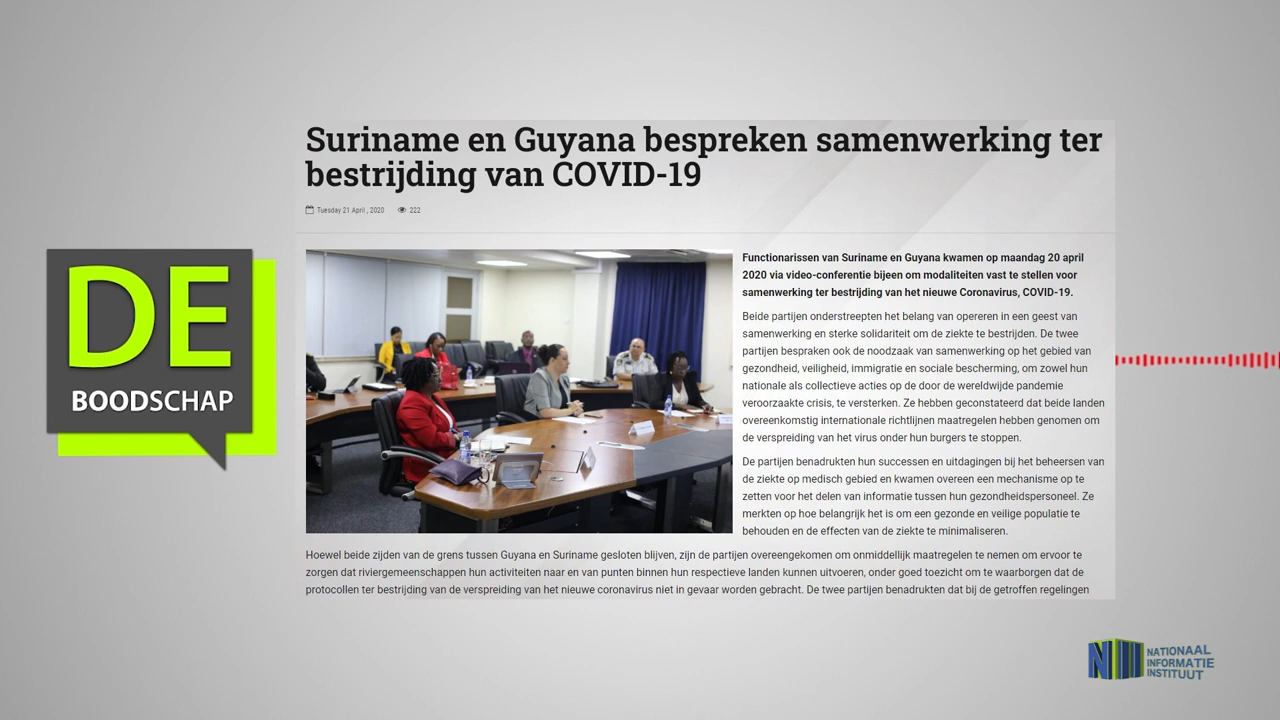 Suriname en Guyana bespreken samenwerking ter
bestrijding van COVID-19
Tuesday 21 April , 2020 222
DE
BOODSCHAP
Functionarissen van Suriname en Guyana kwamen op maandag 20 april
2020 via video-conferentie bijeen om modaliteiten vast te stellen voor
samenwerking ter bestrijding van het nieuwe Coronavirus, COVID-19.
Beide partijen onderstreepten het belang van opereren in een geest van
samenwerking en sterke solidariteit om de ziekte te bestrijden. De twee
partijen bespraken ook de noodzaak van samenwerking op het gebied van
gezondheid, veiligheid, immigratie en sociale bescherming, om zowel hun
nationale als collectieve acties op de door de wereldwijde pandemie
veroorzaakte crisis, te versterken. Ze hebben geconstateerd dat beide landen
overeenkomstig internationale richtlijnen maatregelen hebben genomen om
de verspreiding van het virus onder hun burgers te stoppen.
De partijen benadrukten hun successen en uitdagingen bij het beheersen van
de ziekte op medisch gebied en kwamen overeen een mechanisme op te
zetten voor het delen van informatie tussen hun gezondheidspersoneel. Ze
merkten op hoe belangrijk het is om een gezonde en veilige populatie te
behouden en de effecten van de ziekte te minimaliseren.
Hoewel beide zijden van de grens tussen Guyana en Suriname gesloten blijven, zijn de partijen overeengekomen om onmiddellijk maatregelen te nemen om ervoor te
zorgen dat riviergemeenschappen hun activiteiten naar en van punten binnen hun respectieve landen kunnen uitvoeren, onder goed toezicht om te waarborgen dat de
protocollen ter bestrijding van de verspreiding van het nieuwe coronavirus niet in gevaar worden gebracht. De twee partijen benadrukten dat bij de getroffen regelingen
NII NATIONAAL
INFORMATIE
INSTITUUT